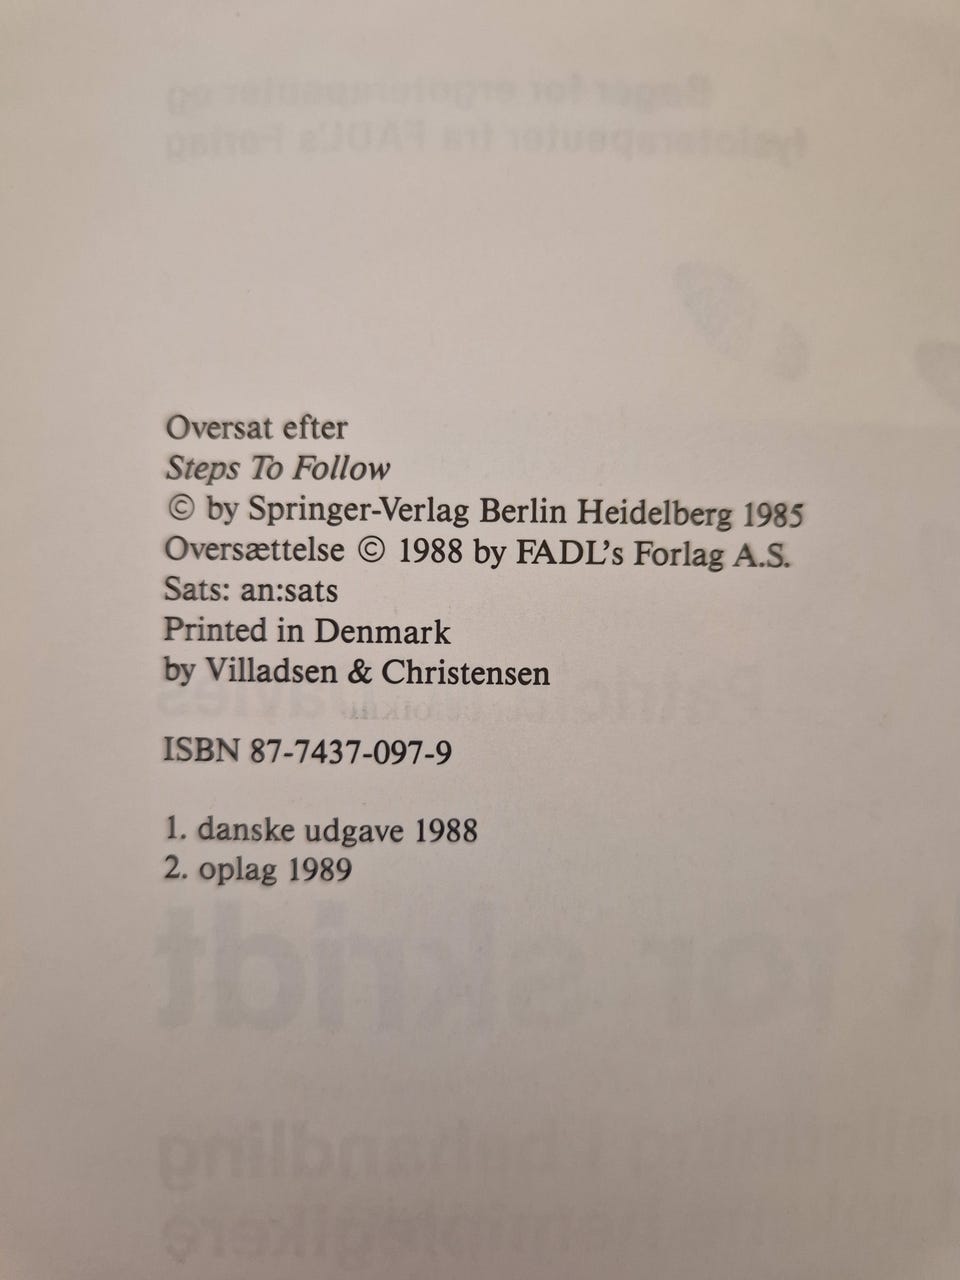 Oversat efter
Steps To Follow
© by Springer-Verlag Berlin Heidelberg 1985
Oversættelse © 1988 by FADL's Forlag A.S.
Sats: an:sats
Printed in Denmark
by Villadsen & Christensen
ISBN 87-7437-097-9
1. danske udgave 1988
2. oplag 1989